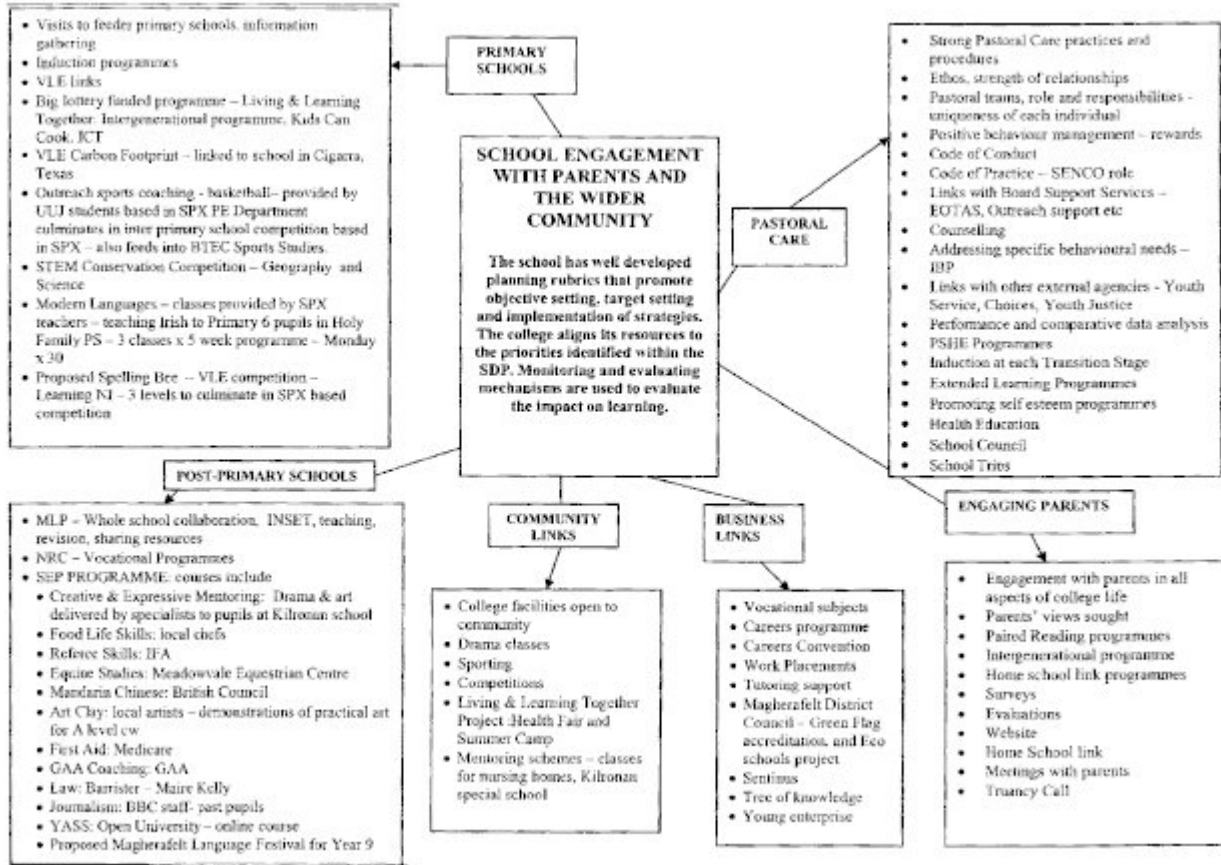 PRIMARY
SCHOOLS
• Visits to feeder primary schools, information
gathering
• Induction programmes
• VLE links
• Big lottery funded programme – Living & Learning
Together: Intergenerational programme, Kids Can
Cook, ICT
• VLE Carbon Footprint – linked to school in
Texas
• Outreach sports coaching - basketball– provided by
UUJ students based in SPX PE Department
culminates in inter primary school competition based
in SPX – also feeds into BTEC Sports Studies.
• STEM Conservation Competition – Geography and
Science
• Modern Languages – classes provided by SPX
teachers – teaching Irish to Primary 6 pupils in Holy
Family PS – 3 classes x 5 week programme – Monday
x 30
• Proposed Spelling Bee – VLE competition –
Learning NI – 3 levels to culminate in SPX based
competition
SCHOOL ENGAGEMENT
WITH PARENTS AND
THE WIDER
COMMUNITY
The school has well developed
planning rubrics that promote
objective setting, target setting
and implementation of strategies.
The college aligns its resources to
the priorities identified within the
SDP. Monitoring and evaluating
mechanisms are used to evaluate
the impact on learning.
PASTORAL
CARE
• Strong Pastoral Care practices and
procedures
• Ethos, strength of relationships
• Pastoral teams, role and responsibilities -
uniqueness of each individual
• Positive behaviour management – rewards
• Code of Conduct
• Code of Practice – SENCO role
• Links with Board Support Services –
EOTAS, Outreach support etc
• Counselling
• Addressing specific behavioural needs –
IBP
• Links with other external agencies - Youth
Service, Choices, Youth Justice
• Performance and comparative data analysis
• PSHE Programmes
• Induction at each Transition Stage
• Extended Learning Programmes
• Promoting self esteem programmes
• Health Education
• School Council
• School Trips
POST-PRIMARY SCHOOLS
• MLP – Whole school collaboration, INSET, teaching,
revision, sharing resources
• NRC – Vocational Programmes
• SEP PROGRAMME: courses include
• Creative & Expressive Mentoring: Drama & art
delivered by specialists to pupils at Kilronan school
• Food Life Skills: local chefs
• Referee Skills: IFA
• Equine Studies: Meadowvale Equestrian Centre
• Mandarin Chinese: British Council
• Art Clay: local artists – demonstrations of practical art
for A level cw
• First Aid: Medicare
• GAA Coaching: GAA
• Law: Barrister – Maire Kelly
• Journalism: BBC staff- past pupils
• YASS: Open University – online course
• Proposed Magherafelt Language Festival for Year 9
COMMUNITY
LINKS
• College facilities open to
community
• Drama classes
• Sporting
• Competitions
• Living & Learning Together
Project :Health Fair and
Summer Camp
• Mentoring schemes – classes
for nursing homes, Kilronan
special school
BUSINESS
LINKS
• Vocational subjects
• Careers programme
• Careers Convention
• Work Placements
• Tutoring support
• Magherafelt District
Council – Green Flag
accreditation, and Eco
schools project
• Sentinus
• Tree of knowledge
• Young enterprise
ENGAGING PARENTS
• Engagement with parents in all
aspects of college life
• Parents' views sought
• Paired Reading programmes
• Intergenerational programme
• Home school link programmes
• Surveys
• Evaluations
• Website
• Home School link
• Meetings with parents
• Truancy Call